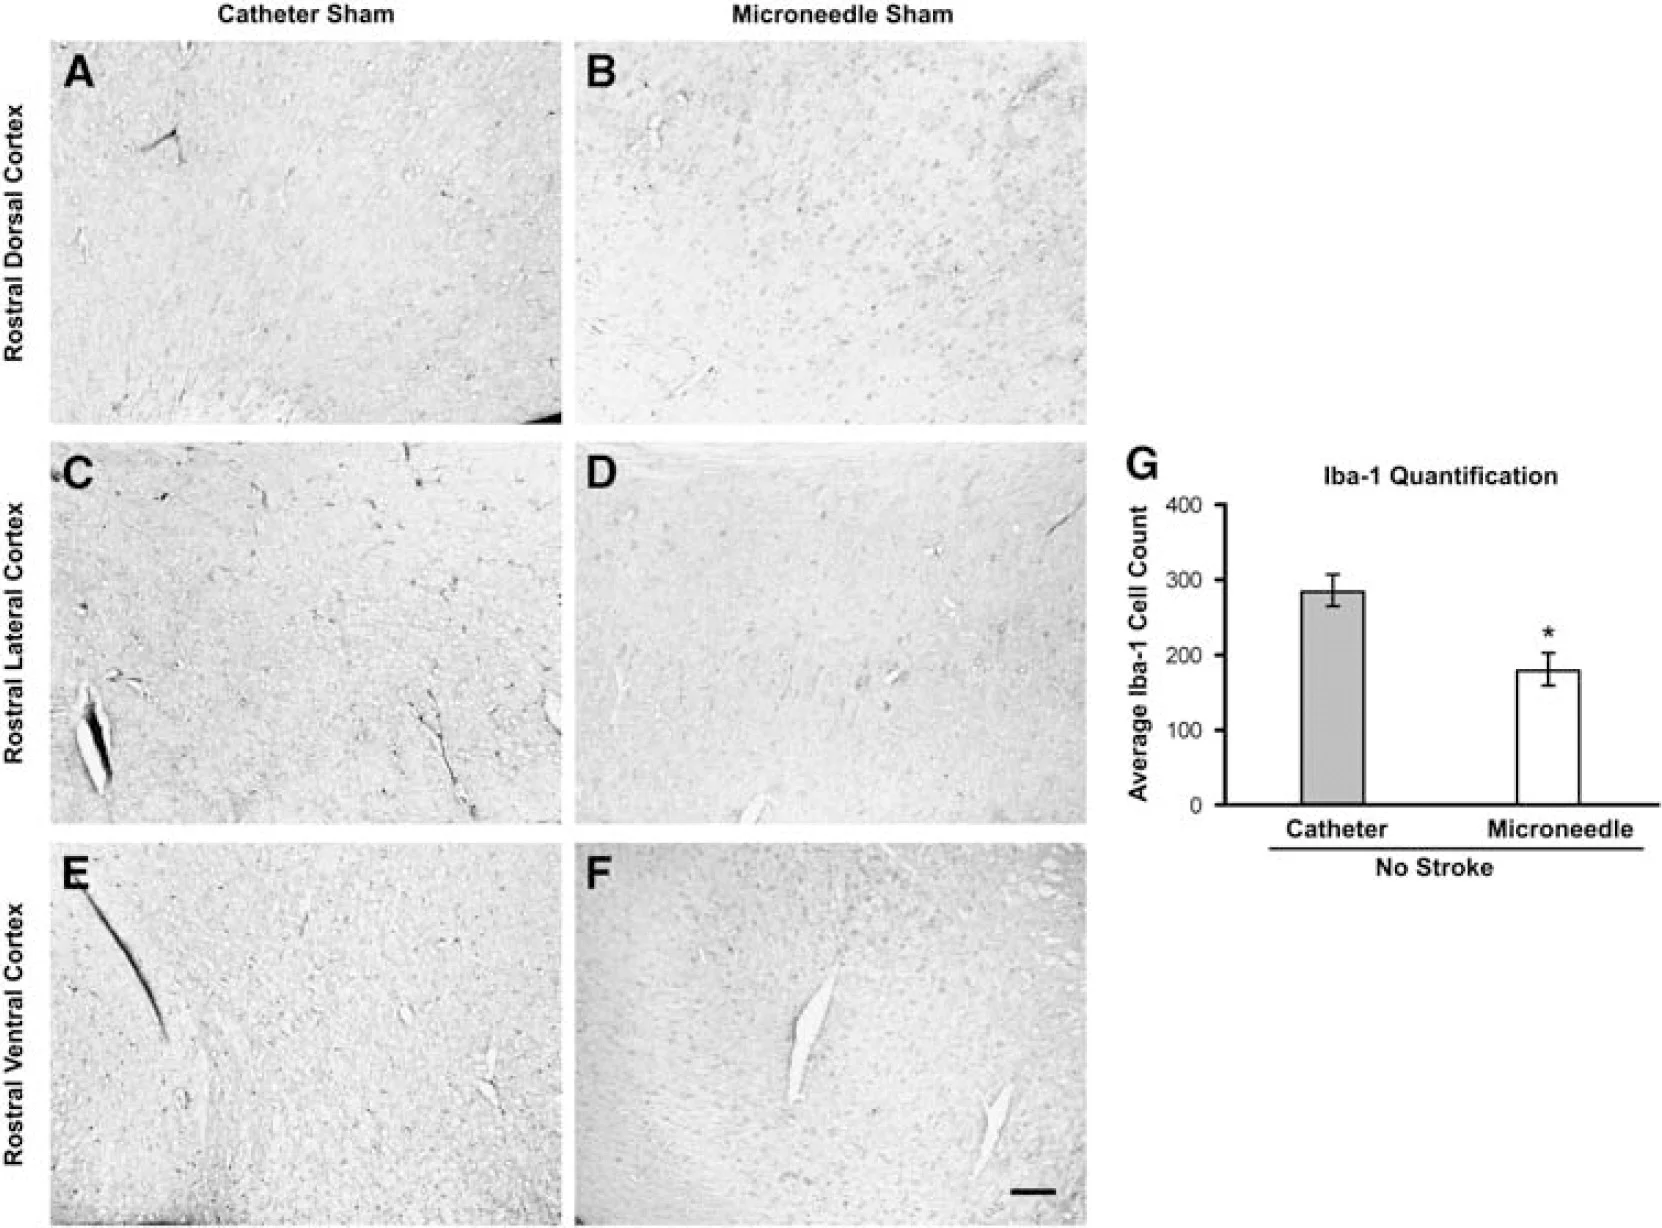 Catheter Sham
Microneedle Sham
Rostral Dorsal Cortex
A
B
Rostral Lateral Cortex
C
D
Rostral Ventral Cortex
E
F
G
Iba-1 Quantification
Average Iba-1 Cell Count
400
300
200
100
0
*
Catheter
Microneedle
No Stroke